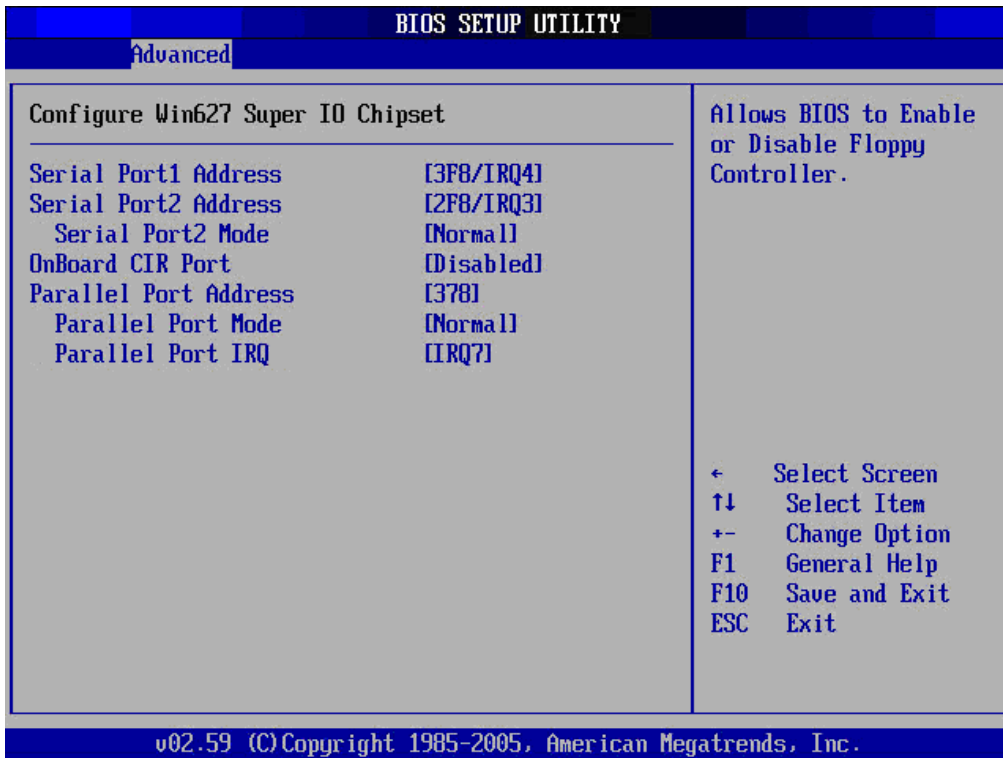 BIOS SETUP UTILITY
Advanced
Configure Win627 Super IO Chipset
Serial Port1 Address [3F8/IRQ4]
Serial Port2 Address [2F8/IRQ3]
Serial Port2 Mode [Normal]
OnBoard CIR Port [Disabled]
Parallel Port Address [378]
Parallel Port Mode [Normal]
Parallel Port IRQ [IRQ7]
Allows BIOS to Enable
or Disable Floppy
Controller.
← Select Screen
↑↓ Select Item
+- Change Option
F1 General Help
F10 Save and Exit
ESC Exit
v02.59 (C)Copyright 1985-2005, American Megatrends, Inc.